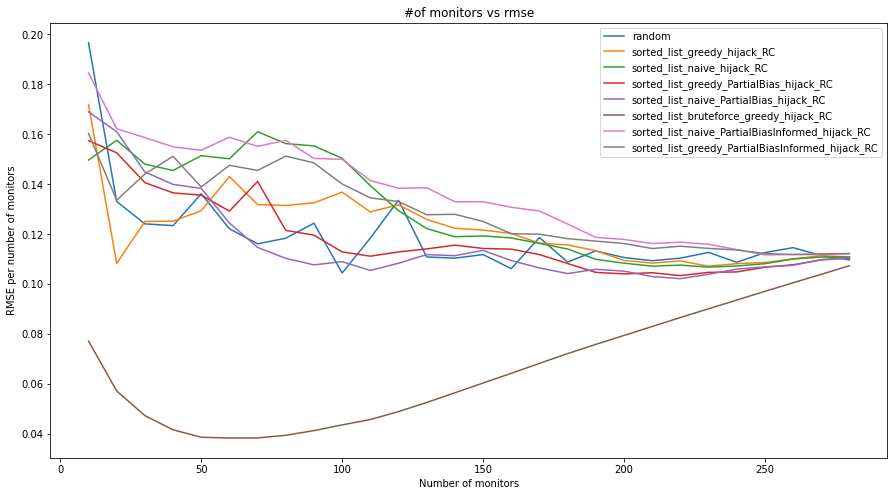 #of monitors vs rmse
random
sorted_list_greedy_hijack_RC
sorted_list_naive_hijack_RC
sorted_list_greedy_PartialBias_hijack_RC
sorted_list_naive_PartialBias_hijack_RC
sorted_list_bruteforce_greedy_hijack_RC
sorted_list_naive_PartialBiasInformed_hijack_RC
sorted_list_greedy_PartialBiasInformed_hijack_RC
RMSE per number of monitors
0.20
0.18
0.16
0.14
0.12
0.10
0.08
0.06
0.04
0
50
100
150
200
250
Number of monitors